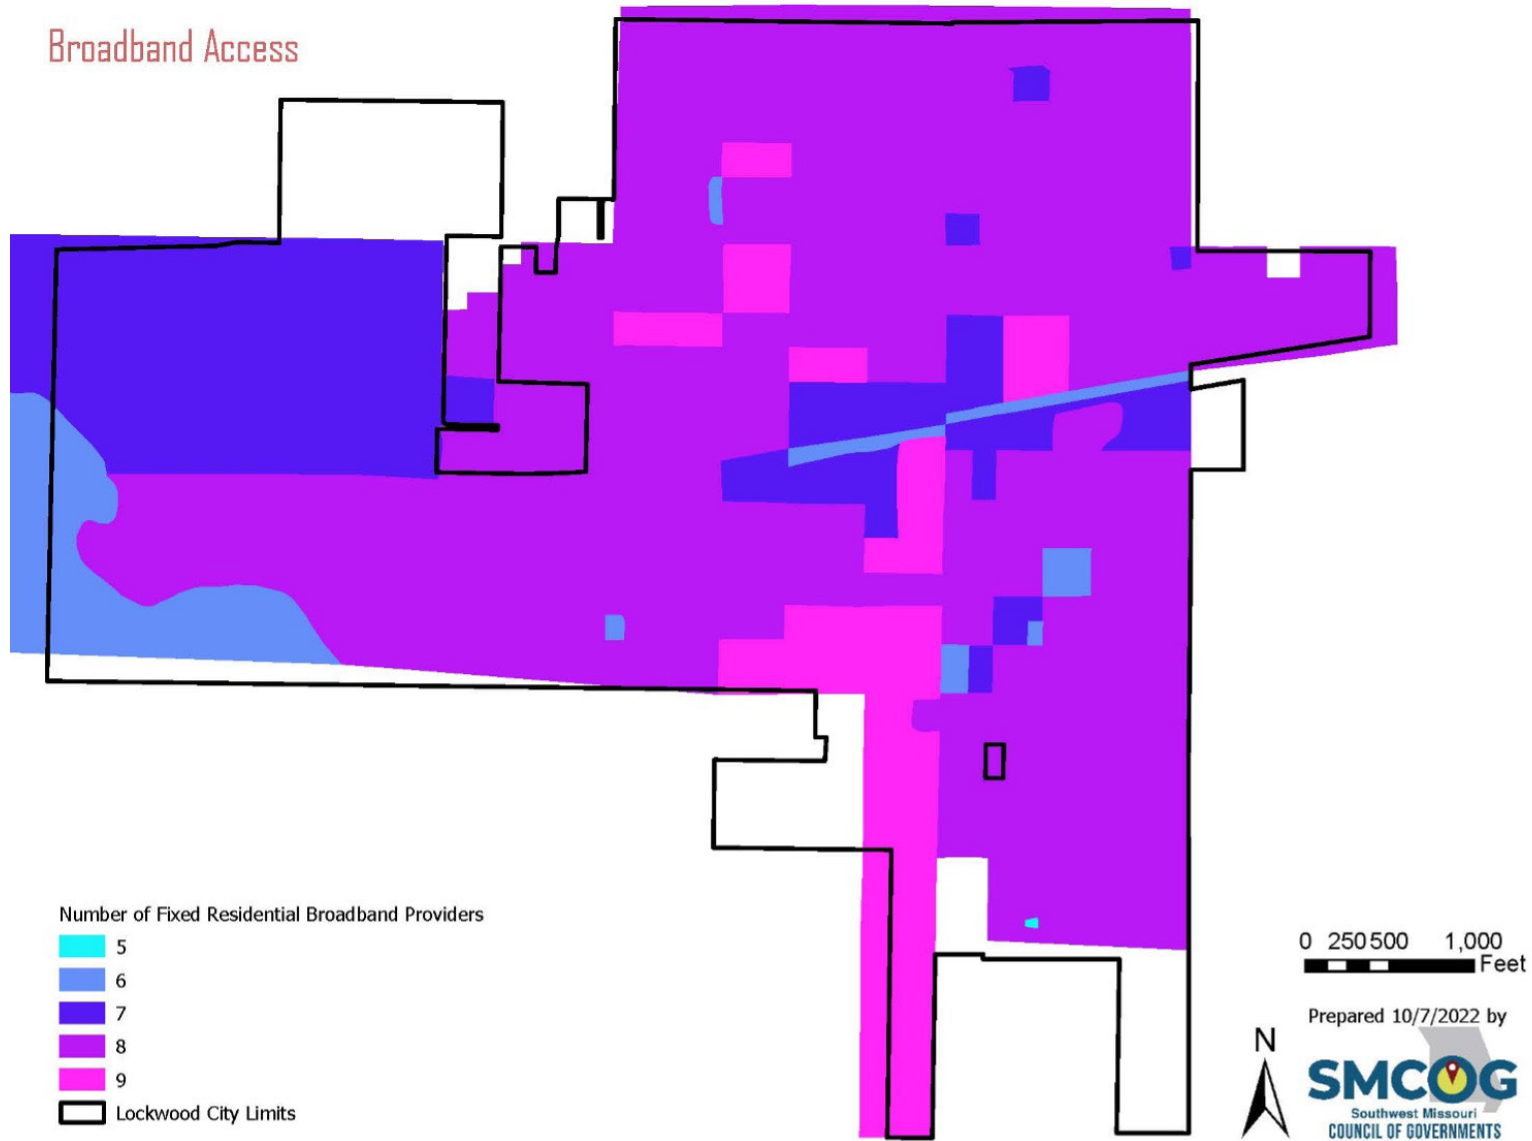 Broadband Access
Number of Fixed Residential Broadband Providers
5
6
7
8
9
Lockwood City Limits
0 250 500 1,000
Feet
Prepared 10/7/2022 by
N
SMCOG
Southwest Missouri
COUNCIL OF GOVERNMENTS